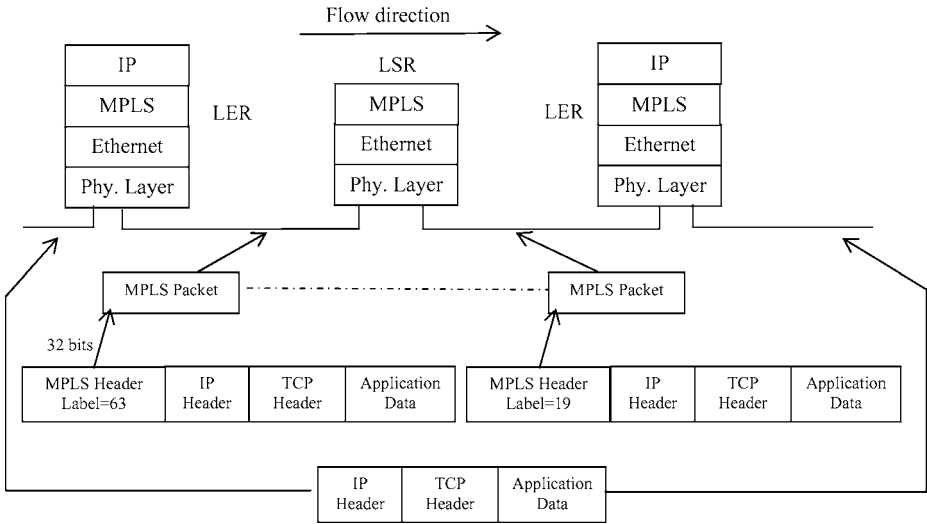 Flow direction
IP
MPLS
Ethernet
Phy. Layer
LER
LSR
MPLS
Ethernet
Phy. Layer
LER
IP
MPLS
Ethernet
Phy. Layer
MPLS Packet
MPLS Packet
32 bits
MPLS Header
Label=63
IP
Header
TCP
Header
Application
Data
MPLS Header
Label=19
IP
Header
TCP
Header
Application
Data
IP
Header
TCP
Header
Application
Data